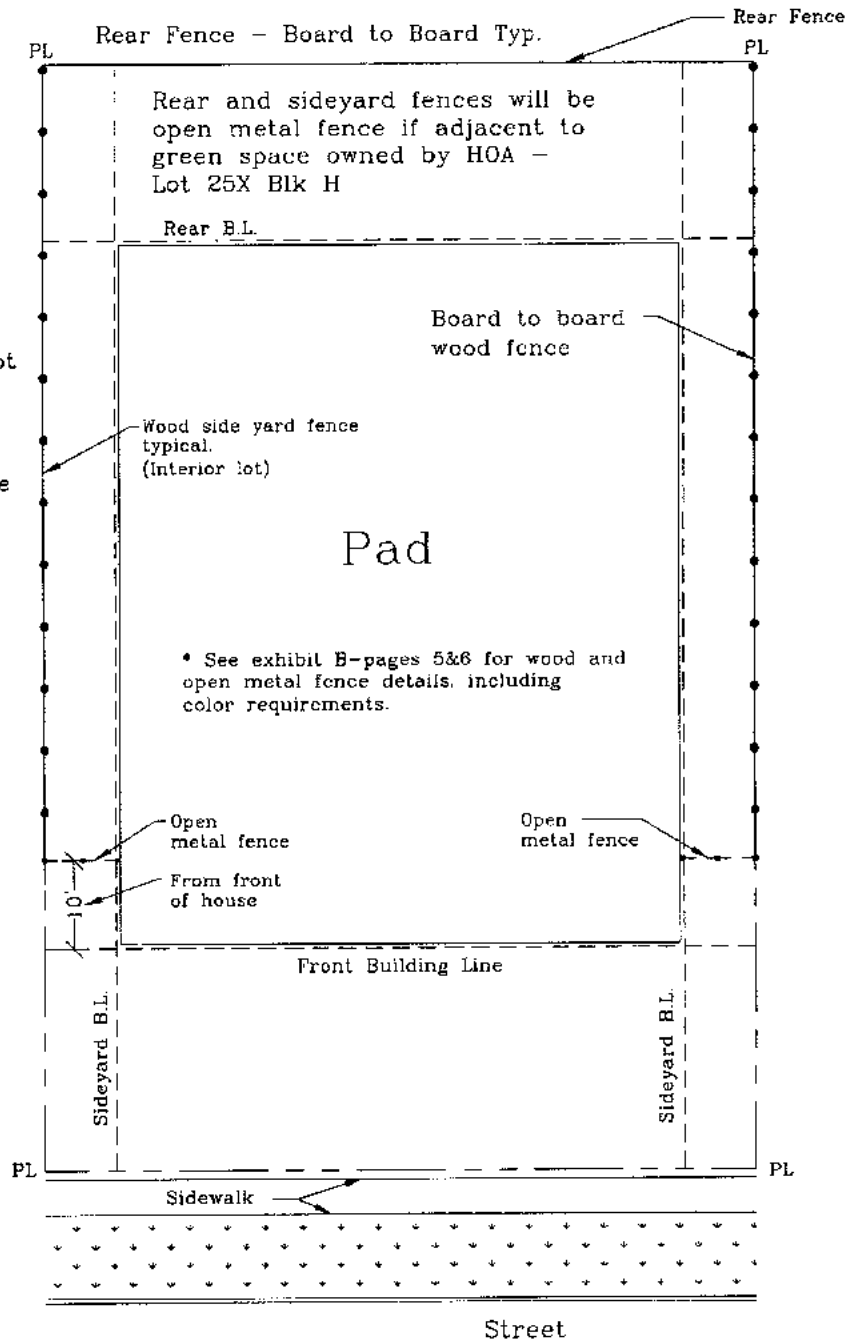 Rear Fence
Rear Fence - Board to Board Typ.
PL
PL
Rear and sideyard fences will be
open metal fence if adjacent to
green space owned by HOA -
Lot 25X Blk H
Rear B.L.
Board to board
wood fence
Wood side yard fence
typical.
(Interior lot)
Pad
• See exhibit B-pages 5&6 for wood and
open metal fence details, including
color requirements.
Open
metal fence
Open
metal fence
From front
of house
10'
Front Building Line
Sideyard B.L.
Sideyard B.L.
PL
PL
Sidewalk
Street